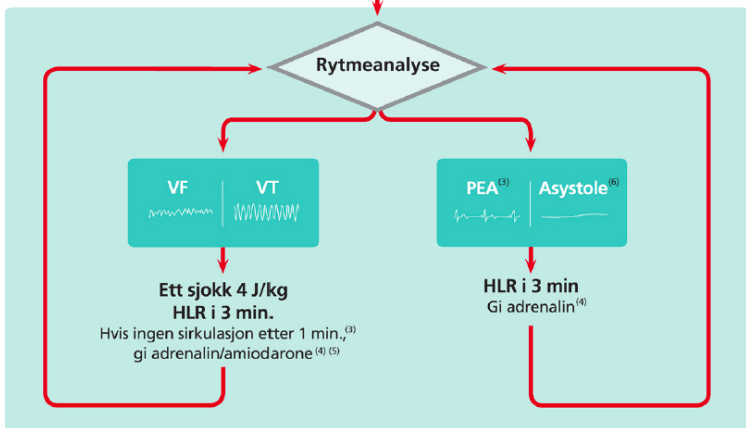 Rytmeanalyse
VF
VT
PEA(3)
Asystole(6)
Ett sjokk 4 J/kg
HLR i 3 min.
Hvis ingen sirkulasjon etter 1 min.,(3)
gi adrenalin/amiodarone(4) (5)
HLR i 3 min
Gi adrenalin(4)